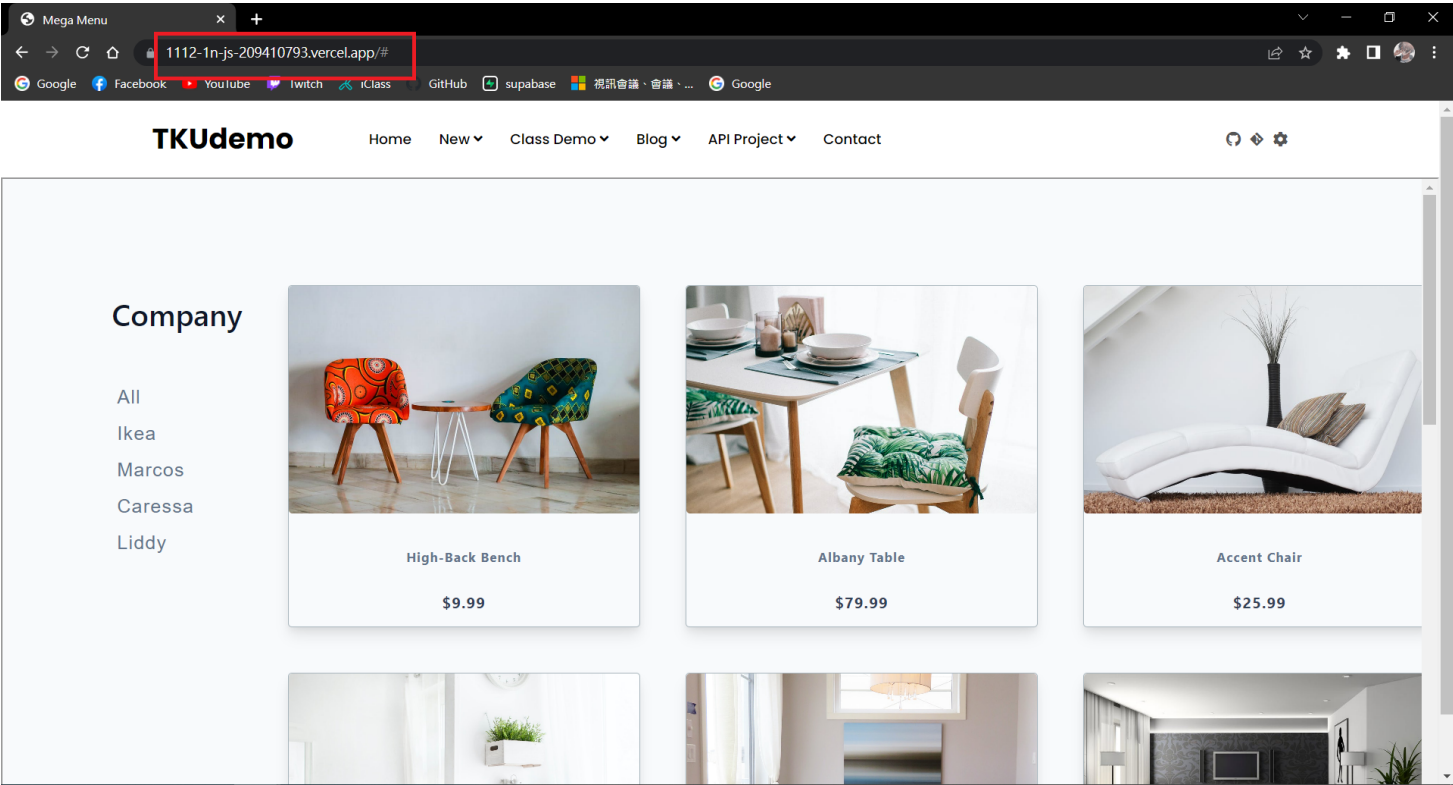 Mega Menu
1112-1n-js-209410793.vercel.app/#
Google Facebook YouTube Twitch iClass GitHub supabase 視訊會議、會議、... Google
TKUdemo Home New Class Demo Blog API Project Contact
Company
All
Ikea
Marcos
Caressa
Liddy
High-Back Bench
$9.99
Albany Table
$79.99
Accent Chair
$25.99